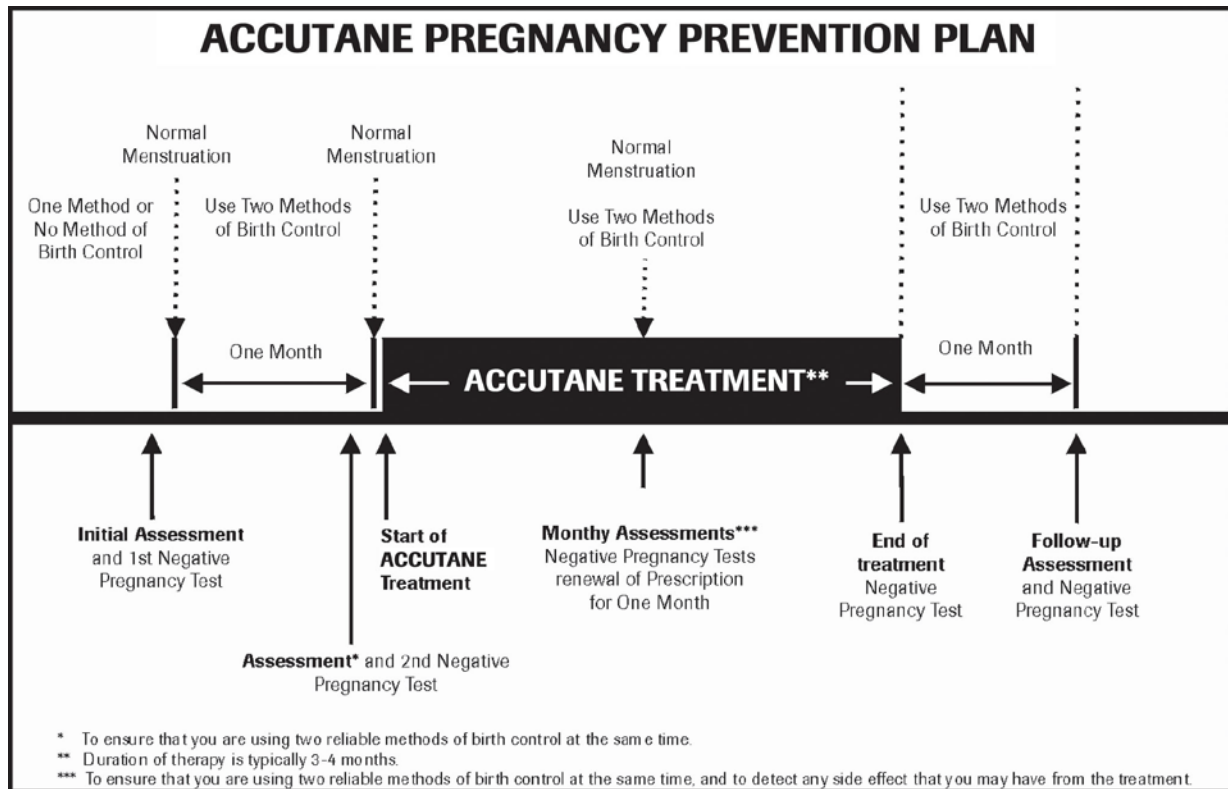 ACCUTANE PREGNANCY PREVENTION PLAN
Normal
Menstruation
Normal
Menstruation
Normal
Menstruation
One Method or
No Method of
Birth Control
Use Two Methods
of Birth Control
Use Two Methods
of Birth Control
Use Two Methods
of Birth Control
One Month
ACCUTANE TREATMENT**
One Month
Initial Assessment
and 1st Negative
Pregnancy Test
Start of
ACCUTANE
Treatment
Monthy Assessments***
Negative Pregnancy Tests
renewal of Prescription
for One Month
End of
treatment
Negative
Pregnancy Test
Follow-up
Assessment
and Negative
Pregnancy Test
Assessment* and 2nd Negative
Pregnancy Test
* To ensure that you are using two reliable methods of birth control at the same time.
** Duration of therapy is typically 3-4 months.
*** To ensure that you are using two reliable methods of birth control at the same time, and to detect any side effect that you may have from the treatment.